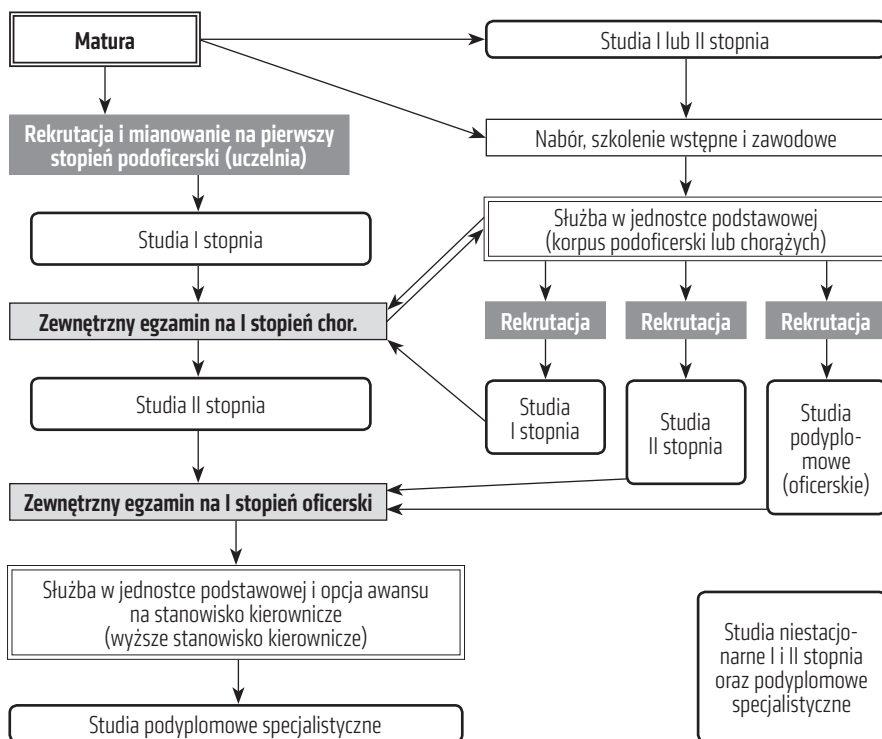 Matura
Studia I lub II stopnia
Rekrutacja i mianowanie na pierwszy
stopień podoficerski (uczelnia)
Nabór, szkolenie wstępne i zawodowe
Studia I stopnia
Służba w jednostce podstawowej
(korpus podoficerski lub chorążych)
Zewnętrzny egzamin na I stopień chor.
Rekrutacja
Rekrutacja
Rekrutacja
Studia II stopnia
Studia
I stopnia
Studia
II stopnia
Studia
podyplo-
mowe
(oficerskie)
Zewnętrzny egzamin na I stopień oficerski
Służba w jednostce podstawowej i opcja awansu
na stanowisko kierownicze
(wyższe stanowisko kierownicze)
Studia niestacjo-
narne I i II stopnia
oraz podyplomowe
specjalistyczne
Studia podyplomowe specjalistyczne